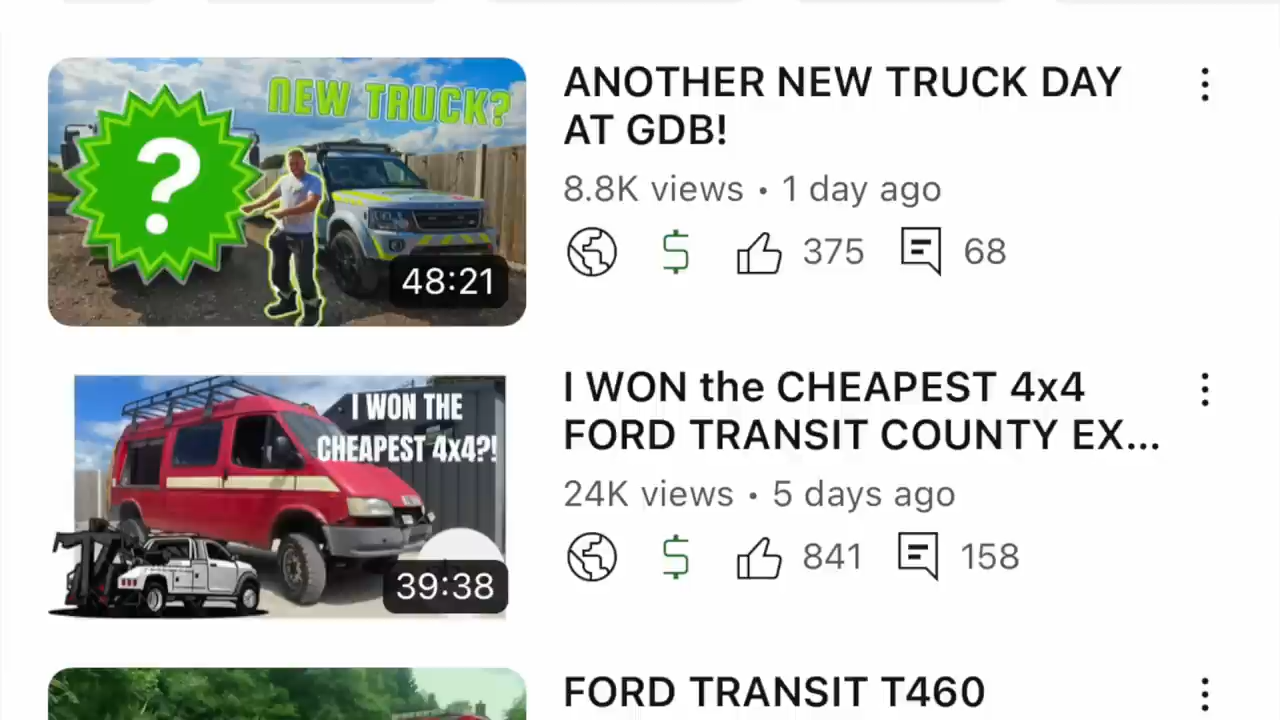 NEW TRUCK?
?
48:21
ANOTHER NEW TRUCK DAY
AT GDB!
8.8K views • 1 day ago
$ 375 68
I WON THE
CHEAPEST 4x4?!
39:38
I WON the CHEAPEST 4x4
FORD TRANSIT COUNTY EX...
24K views • 5 days ago
$ 841 158
FORD TRANSIT T460